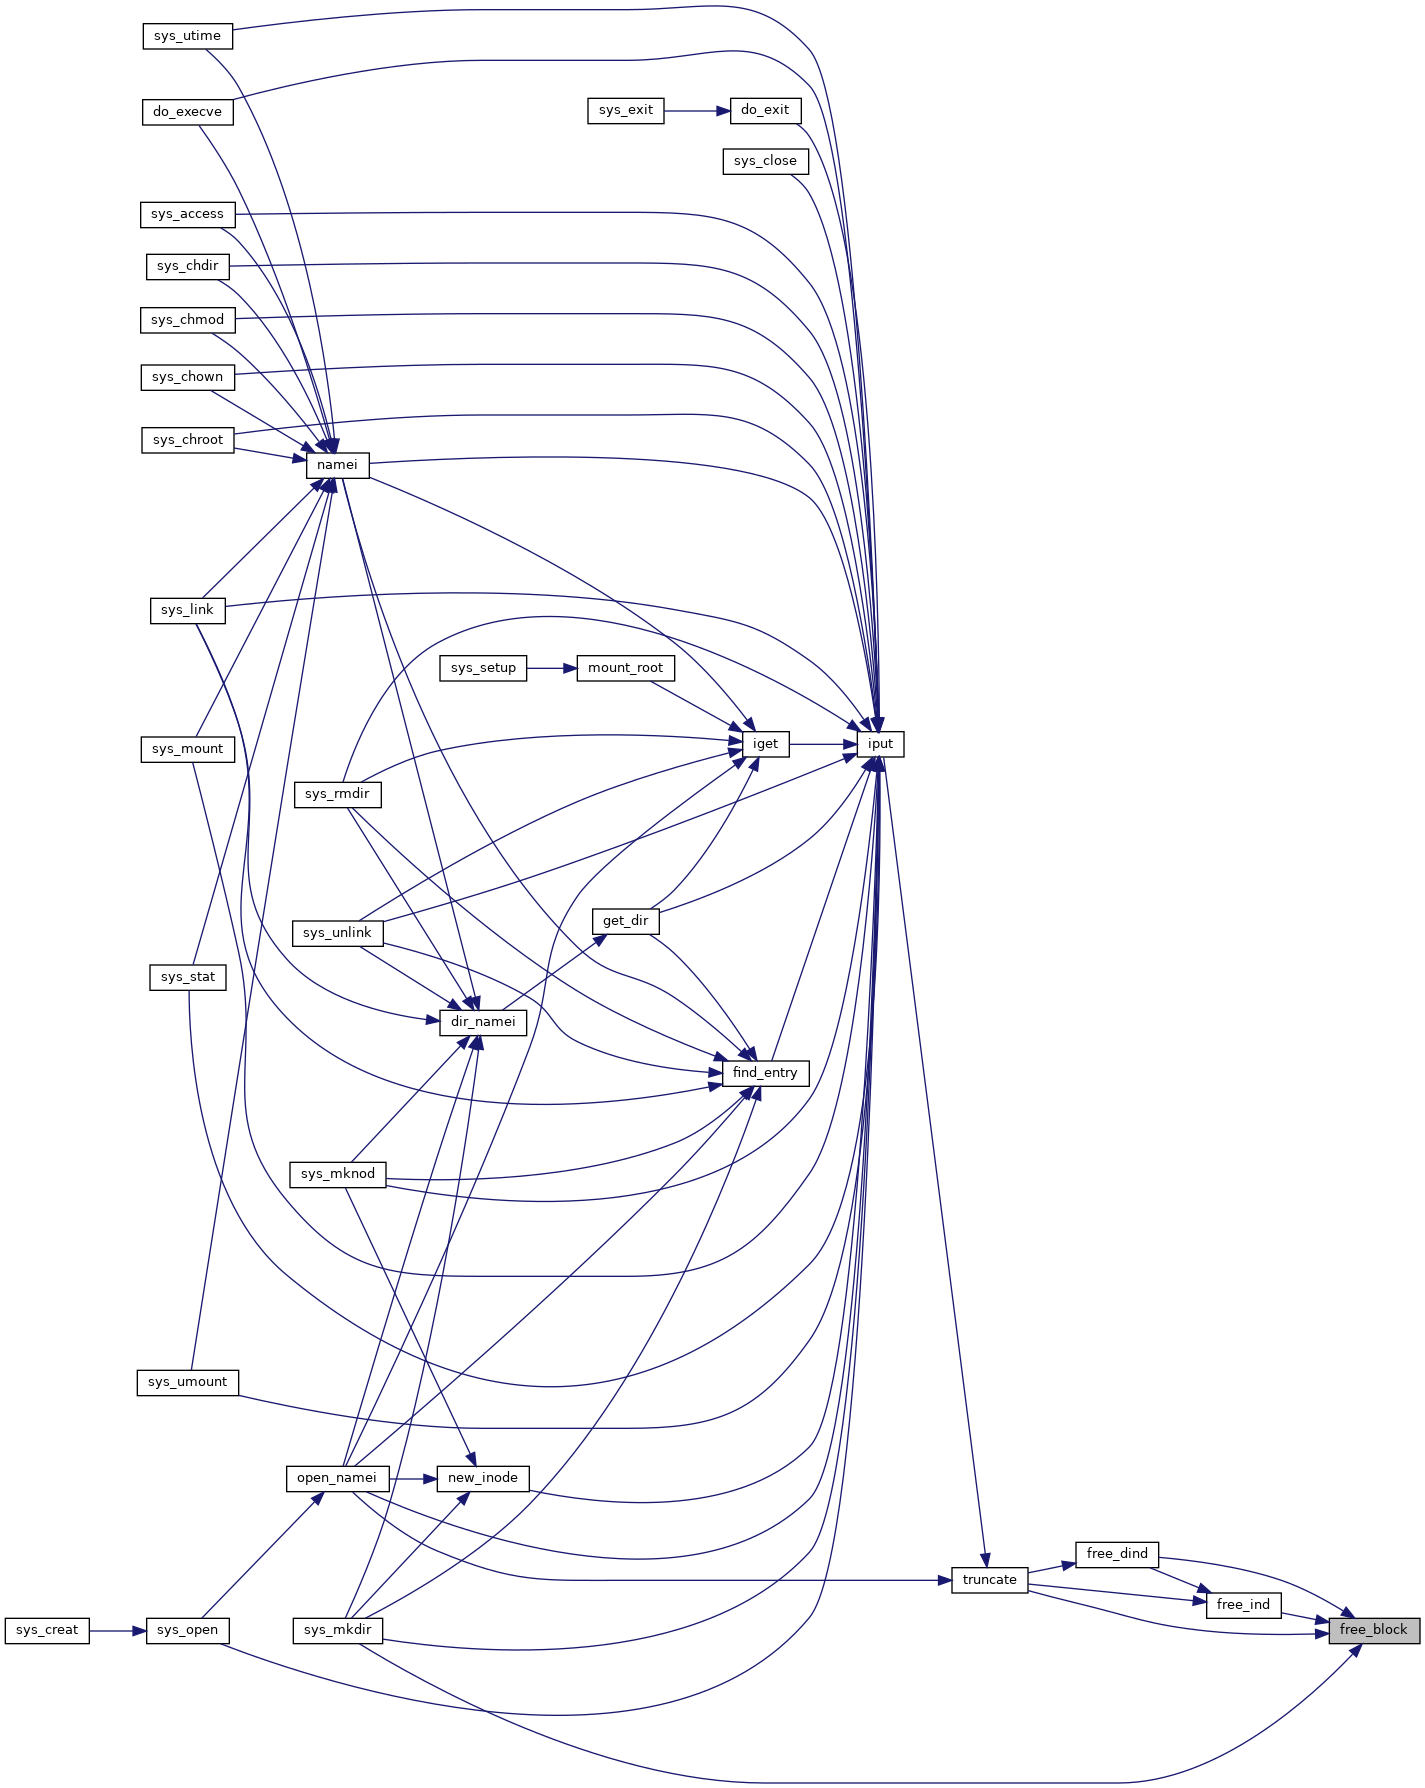 sys_utime
do_execve
sys_exit
do_exit
sys_close
sys_access
sys_chdir
sys_chmod
sys_chown
sys_chroot
namei
sys_link
sys_setup
mount_root
sys_mount
iget
iput
sys_rmdir
sys_unlink
get_dir
sys_stat
dir_namei
find_entry
sys_mknod
sys_umount
open_namei
new_inode
free_dind
truncate
free_ind
sys_creat
sys_open
sys_mkdir
free_block